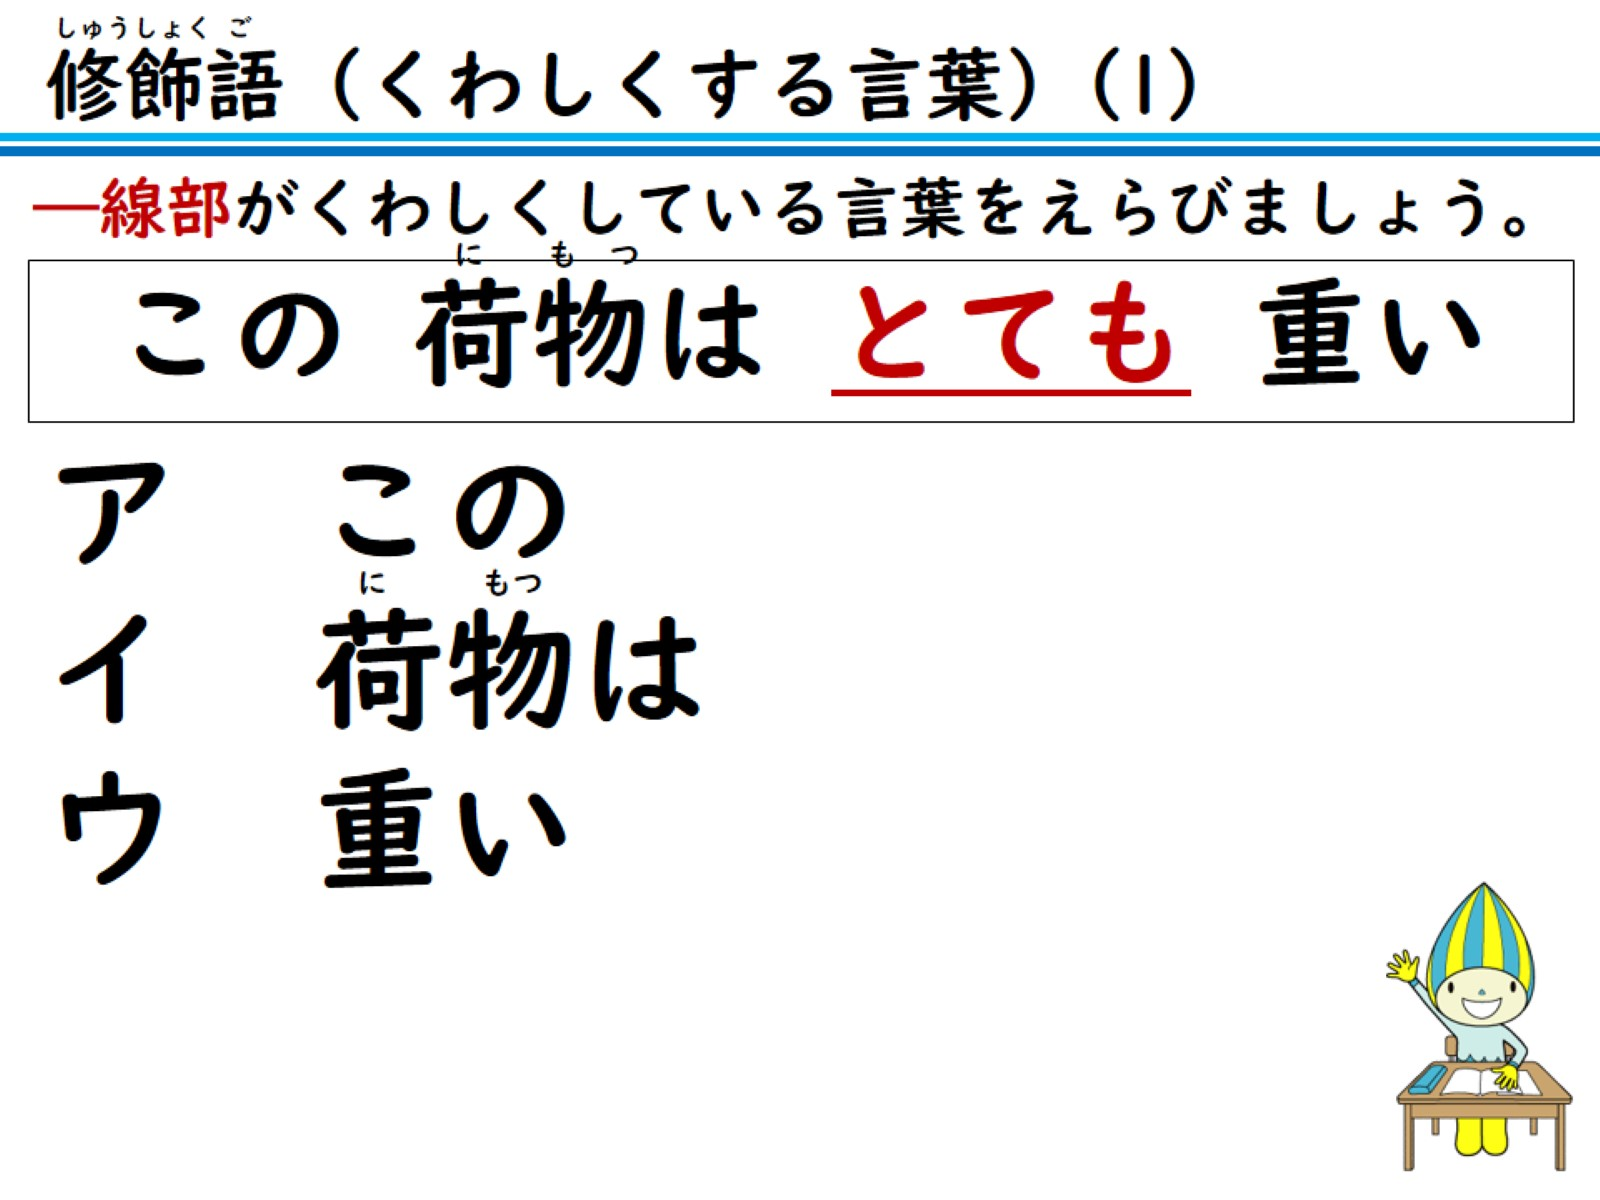 しゅうしょく ご
修飾語（くわしくする言葉）（1）
―線部がくわしくしている言葉をえらびましょう。
に も つ
この 荷物は とても 重い
ア この
に もつ
イ 荷物は
ウ 重い